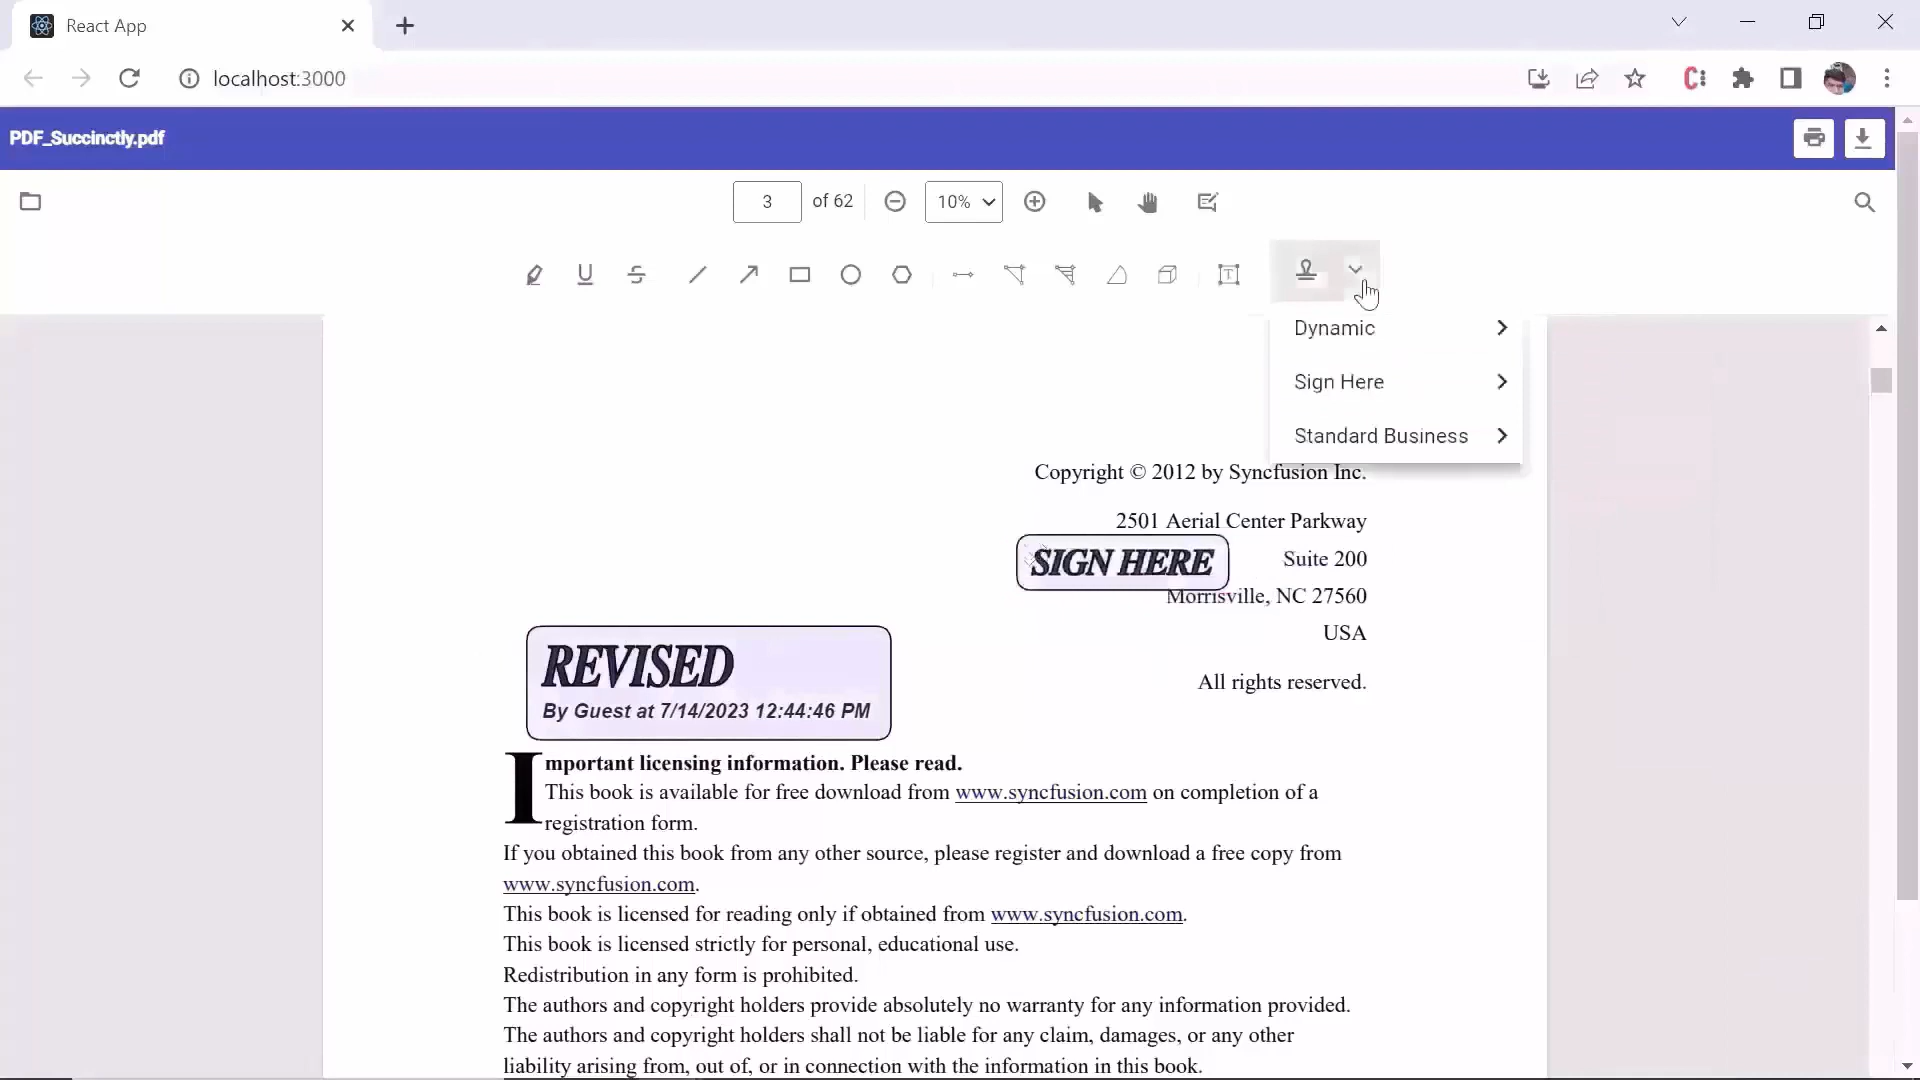 React App
localhost:3000
PDF_Succinctly.pdf
3 of 62 10%
Dynamic
Sign Here
Standard Business
Copyright © 2012 by Syncfusion Inc.
2501 Aerial Center Parkway
SIGN HERE Suite 200
Morrisville, NC 27560
USA
All rights reserved.
REVISED
By Guest at 7/14/2023 12:44:46 PM
Important licensing information. Please read.
This book is available for free download from www.syncfusion.com on completion of a
registration form.
If you obtained this book from any other source, please register and download a free copy from
www.syncfusion.com.
This book is licensed for reading only if obtained from www.syncfusion.com.
This book is licensed strictly for personal, educational use.
Redistribution in any form is prohibited.
The authors and copyright holders provide absolutely no warranty for any information provided.
The authors and copyright holders shall not be liable for any claim, damages, or any other
liability arising from, out of, or in connection with the information in this book.